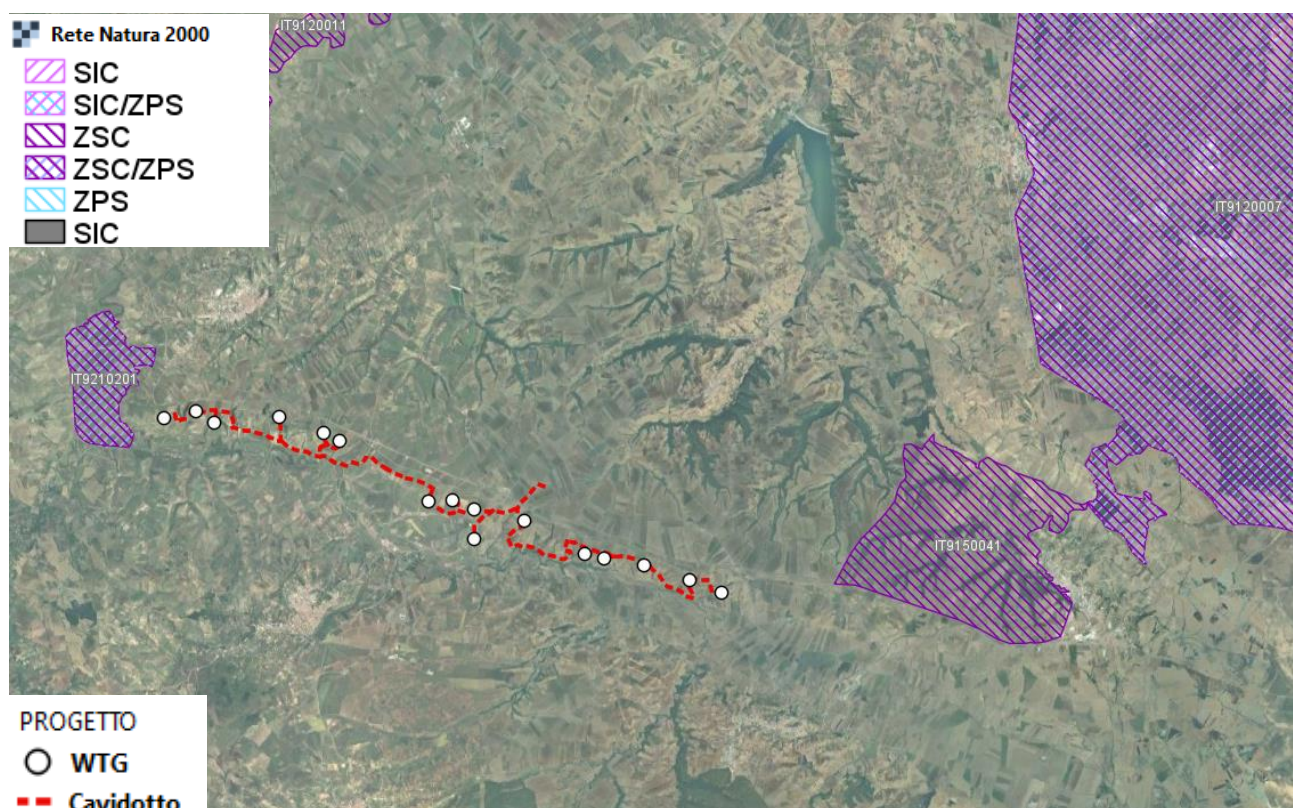 Rete Natura 2000
SIC
SIC/ZPS
ZSC
ZSC/ZPS
ZPS
SIC
IT9120011
IT9120007
IT9210201
IT9150041
PROGETTO
WTG
Cavidotto